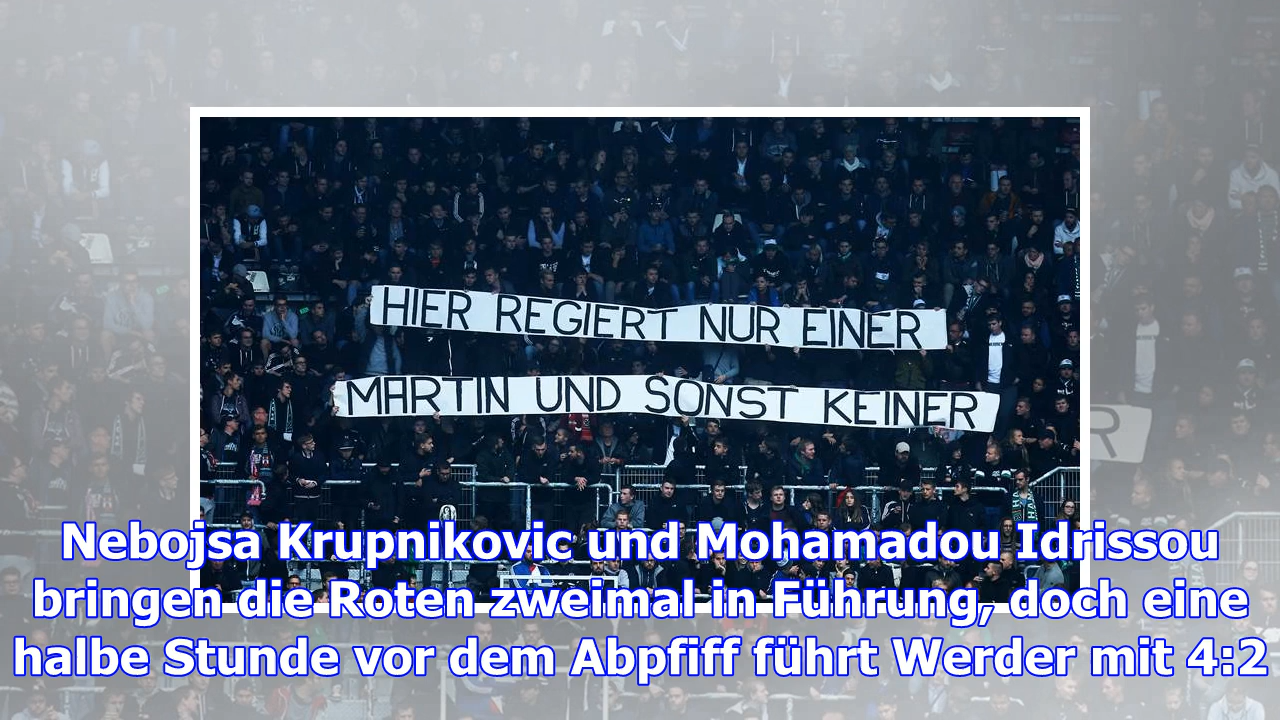 HIER REGIERT NUR EINER
MARTIN UND SONST KEINER
R
Nebojsa Krupnikovic und Mohamadou Idrissou
bringen die Roten zweimal in Führung, doch eine
halbe Stunde vor dem Abpfiff führt Werder mit 4:2